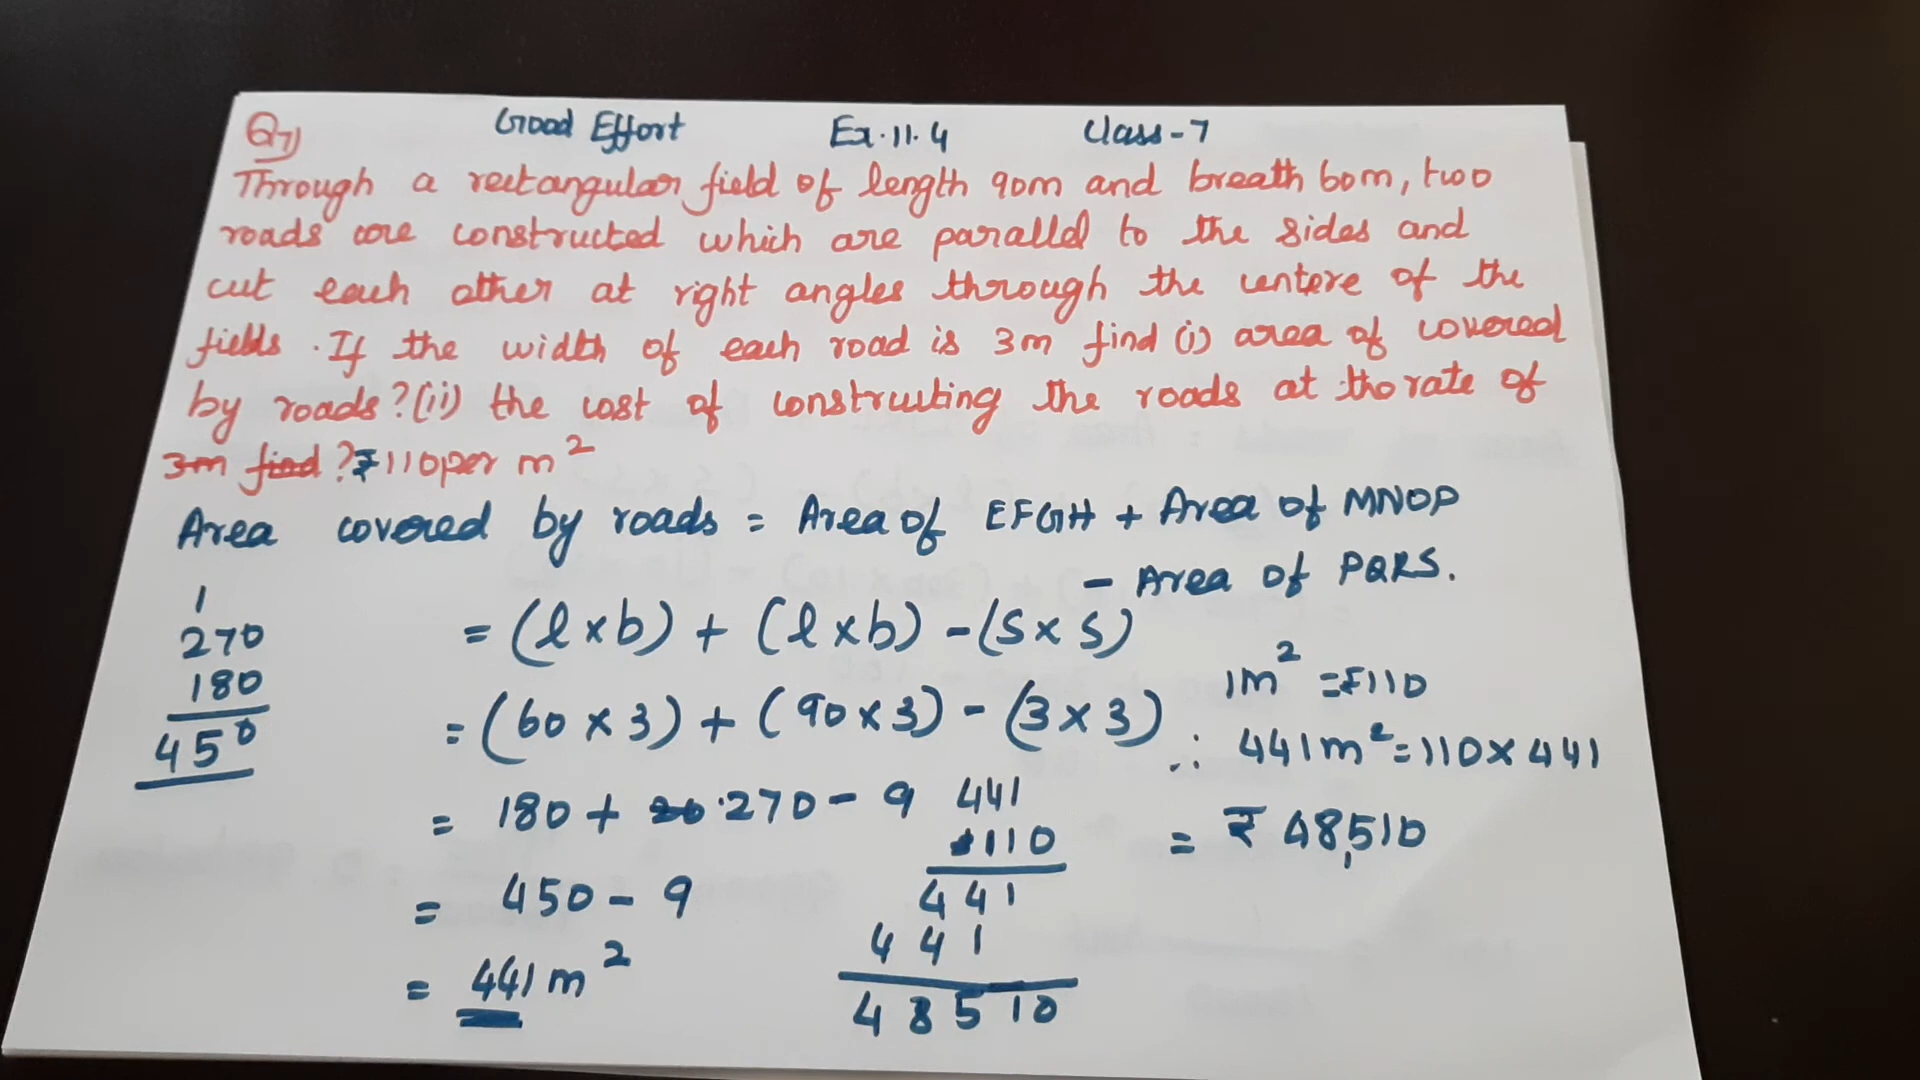 Q7) Good Effort Ex.11.4 Class-7
Through a rectangular field of length 90m and breath 60m, two
roads are constructed which are parallel to the sides and
cut each other at right angles through the centere of the
fields. If the width of each road is 3m find (i) area of covered
by roads? (ii) the cost of constructing the roads at the rate of
3m find? ₹110 per m²
Area covered by roads = Area of EFGH + Area of MNOP
- Area of PQRS.
= (l×b) + (l×b) - (s×s)
= (60×3) + (90×3) - (3×3)
= 180 + 270 - 9
= 450 - 9
= 441m²
1
270
180
450
441
110
441
441
48510
1m² = ₹110
∴ 441m² = 110×441
= ₹ 48,510